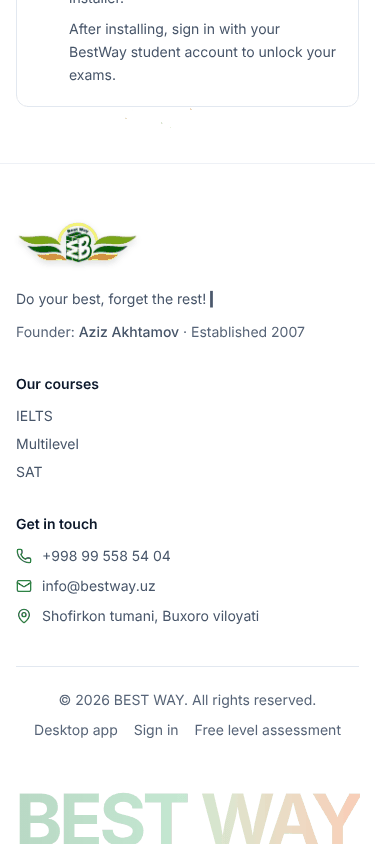 After installing, sign in with your
BestWay student account to unlock your
exams.
Best Way
Do your best, forget the rest!
Founder: Aziz Akhtamov · Established 2007
Our courses
IELTS
Multilevel
SAT
Get in touch
+998 99 558 54 04
info@bestway.uz
Shofirkon tumani, Buxoro viloyati
© 2026 BEST WAY. All rights reserved.
Desktop app Sign in Free level assessment
BEST WAY